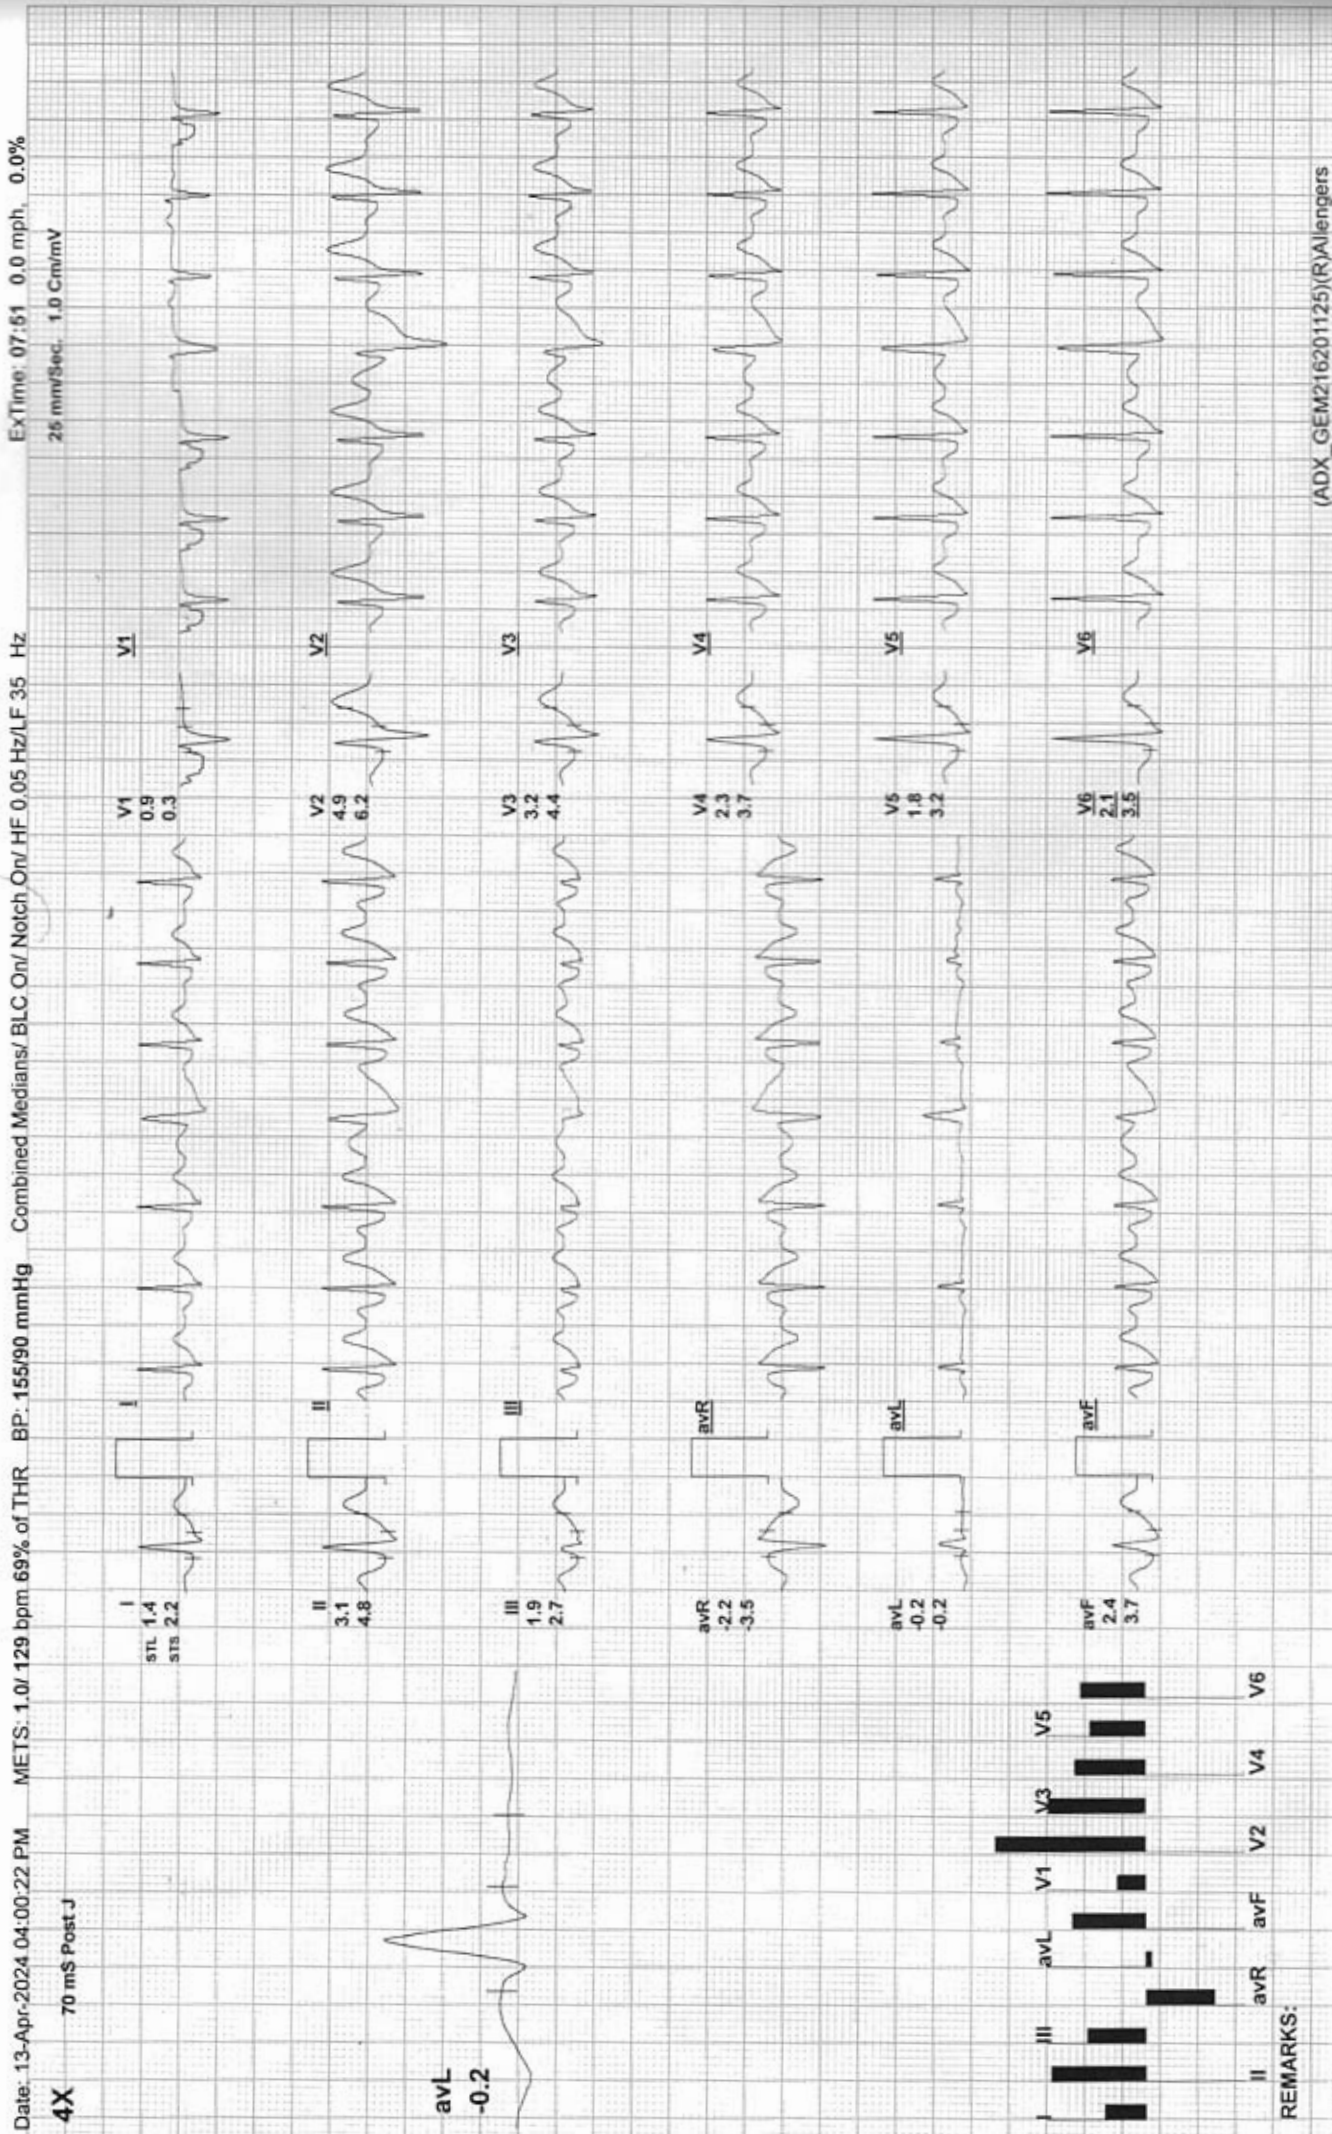 Date: 13-Apr-2024 04:00:22 PM METS: 1.0/ 129 bpm 69% of THR BP: 155/90 mmHg Combined Medians/ BLC On/ Notch On/ HF 0.05 Hz/LF 35 Hz
ExTime: 07:51 0.0 mph, 0.0%
4X 70 mS Post J
25 mm/Sec. 1.0 Cm/mV
I
STL 1.4
STS 2.2
I
V1
0.9
0.3
V1
II
3.1
4.8
II
V2
4.9
6.2
V2
avL
-0.2
III
1.9
2.7
III
V3
3.2
4.4
V3
avR
-2.2
-3.5
avR
V4
2.3
3.7
V4
avL
-0.2
-0.2
avL
V5
1.8
3.2
V5
avF
2.4
3.7
avF
V6
2.1
3.5
V6
I III avL V1 V3 V5
II avR avF V2 V4 V6
REMARKS:
(ADX_GEM216201125)(R)Allengers